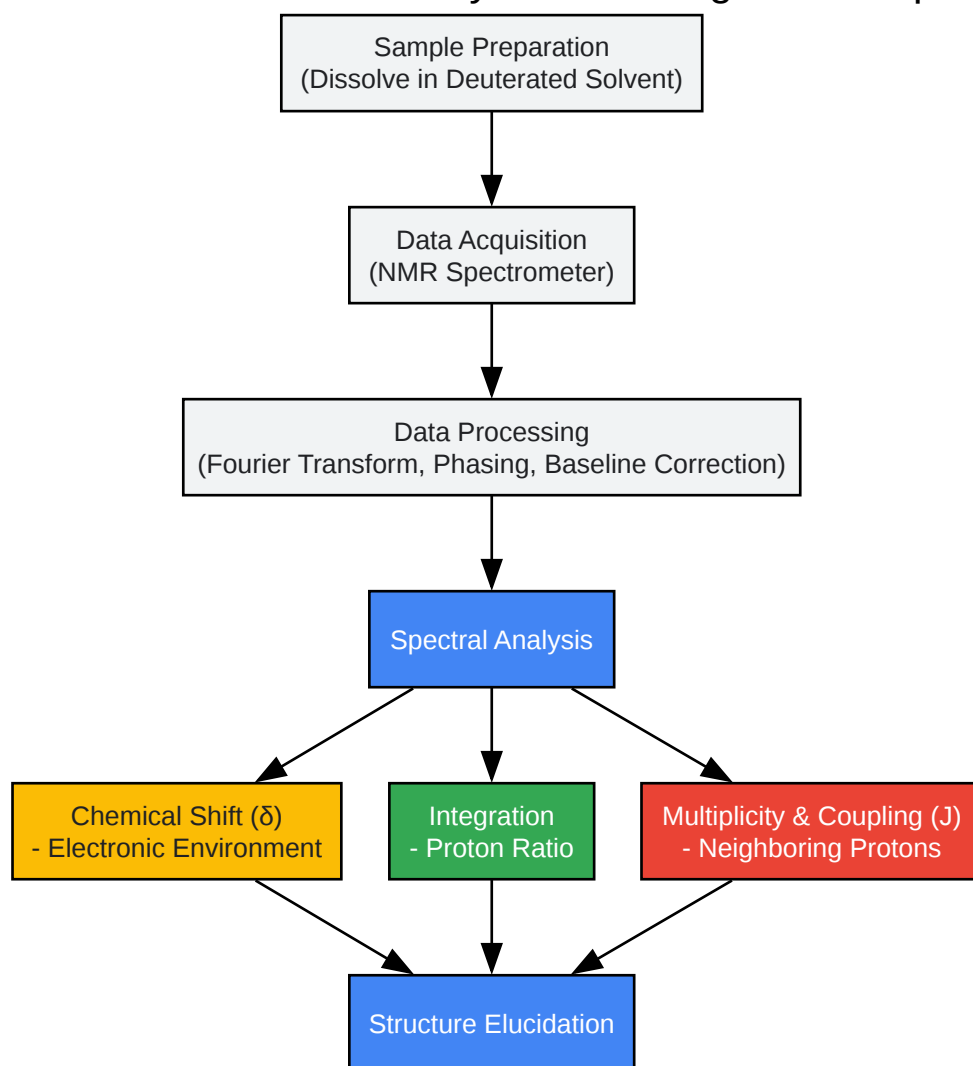 Sample Preparation
(Dissolve in Deuterated Solvent)
Data Acquisition
(NMR Spectrometer)
Data Processing
(Fourier Transform, Phasing, Baseline Correction)
Spectral Analysis
Chemical Shift (δ)
- Electronic Environment
Integration
- Proton Ratio
Multiplicity & Coupling (J)
- Neighboring Protons
Structure Elucidation